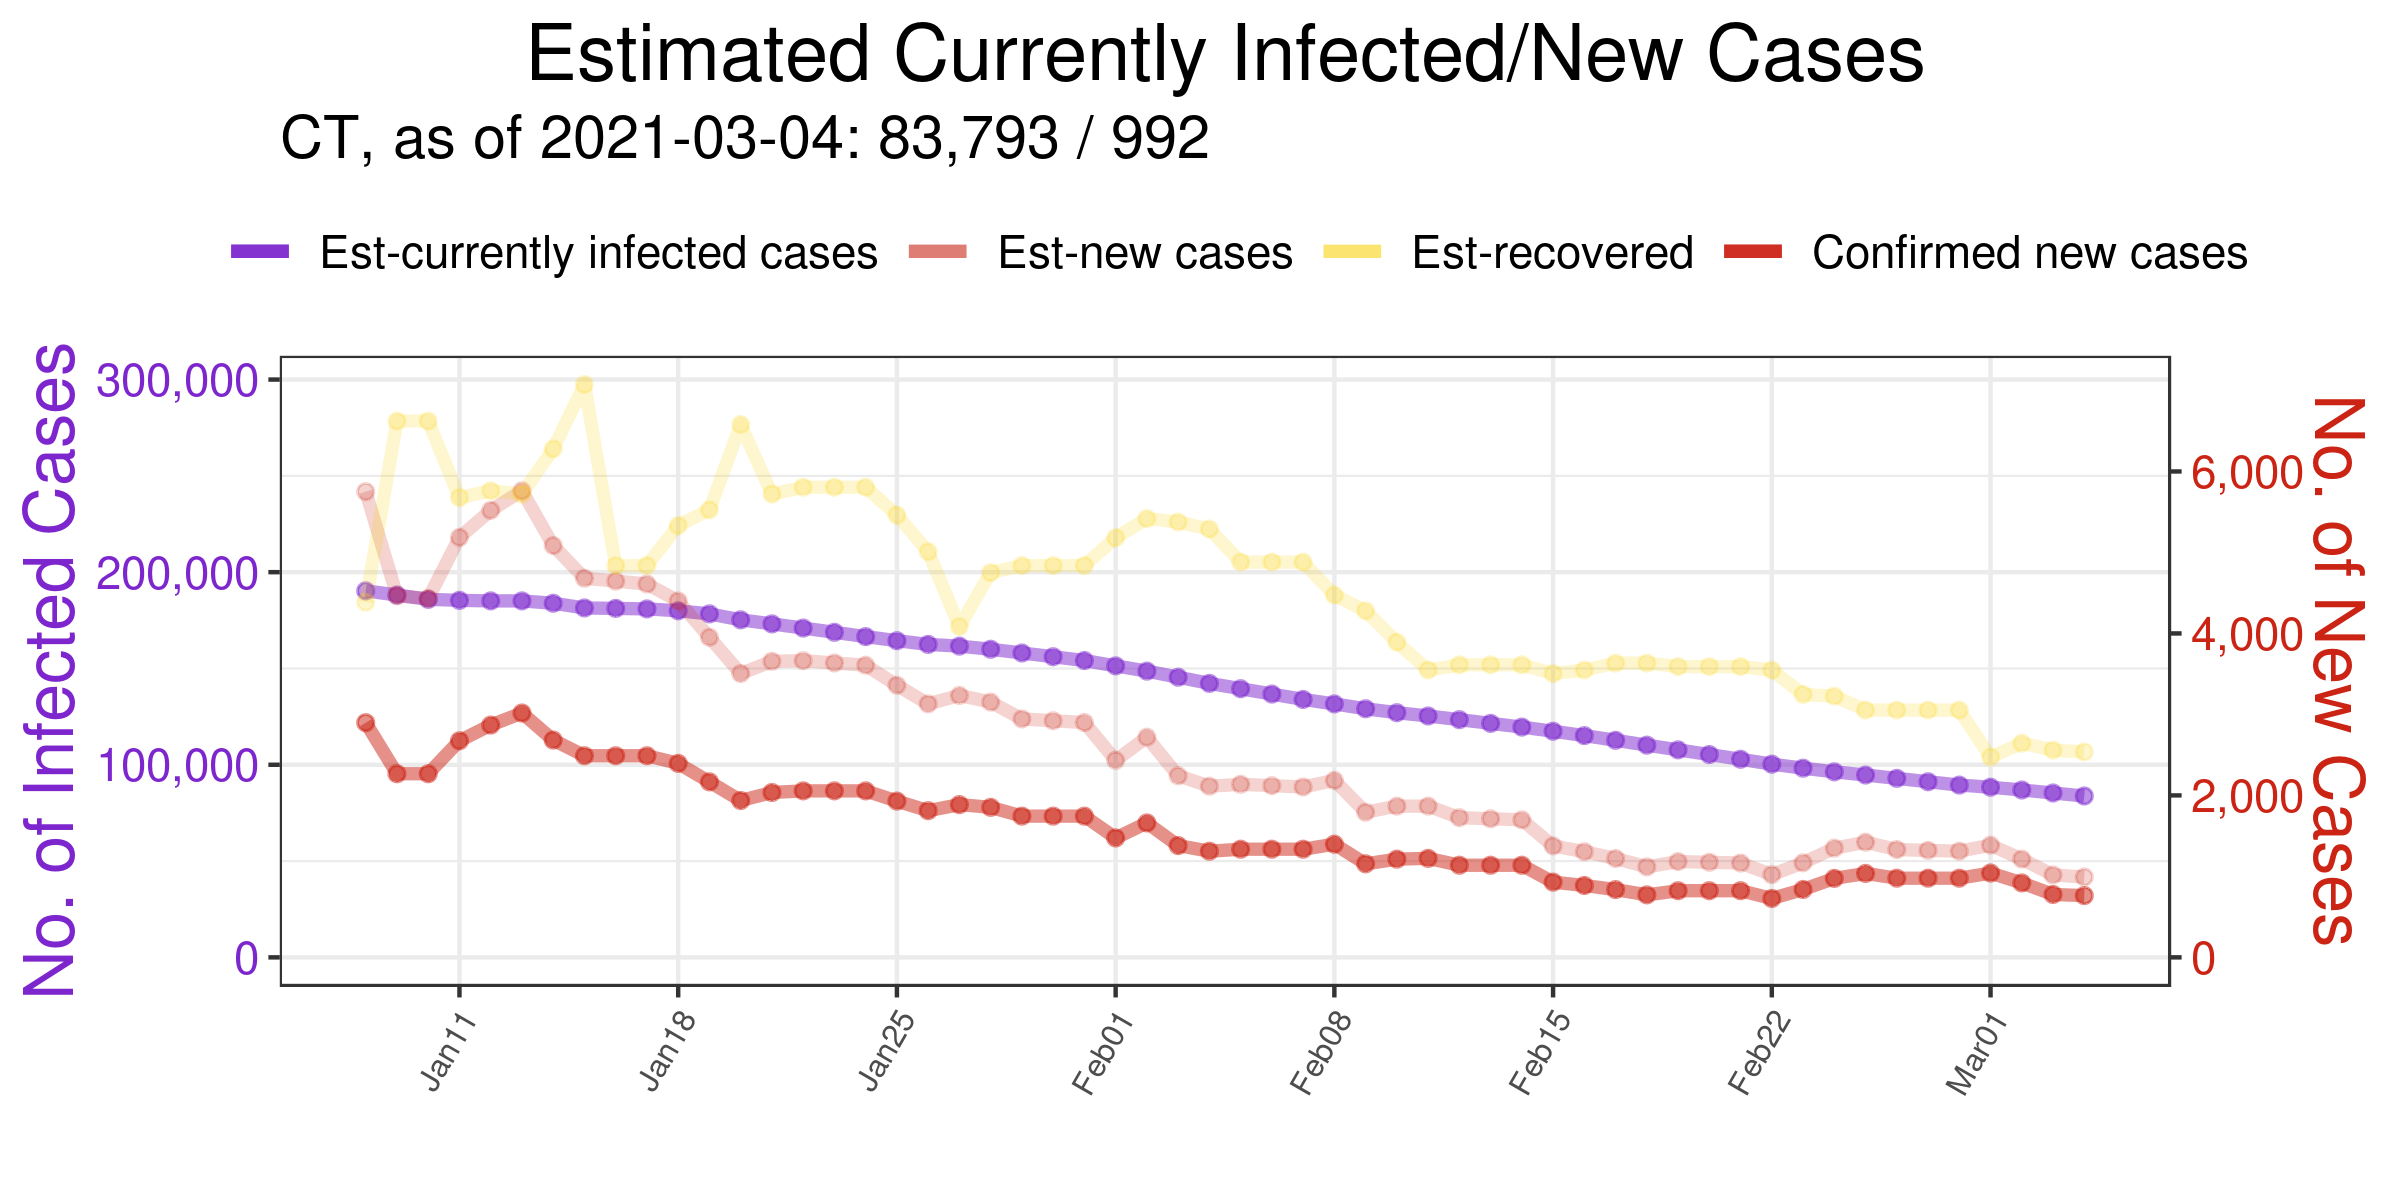 Estimated Currently Infected/New Cases
CT, as of 2021-03-04: 83,793 / 992
Est-currently infected cases Est-new cases Est-recovered Confirmed new cases
No. of Infected Cases
300,000
200,000
100,000
0
6,000
4,000
2,000
0
No. of New Cases
Jan11 Jan18 Jan25 Feb01 Feb08 Feb15 Feb22 Mar01